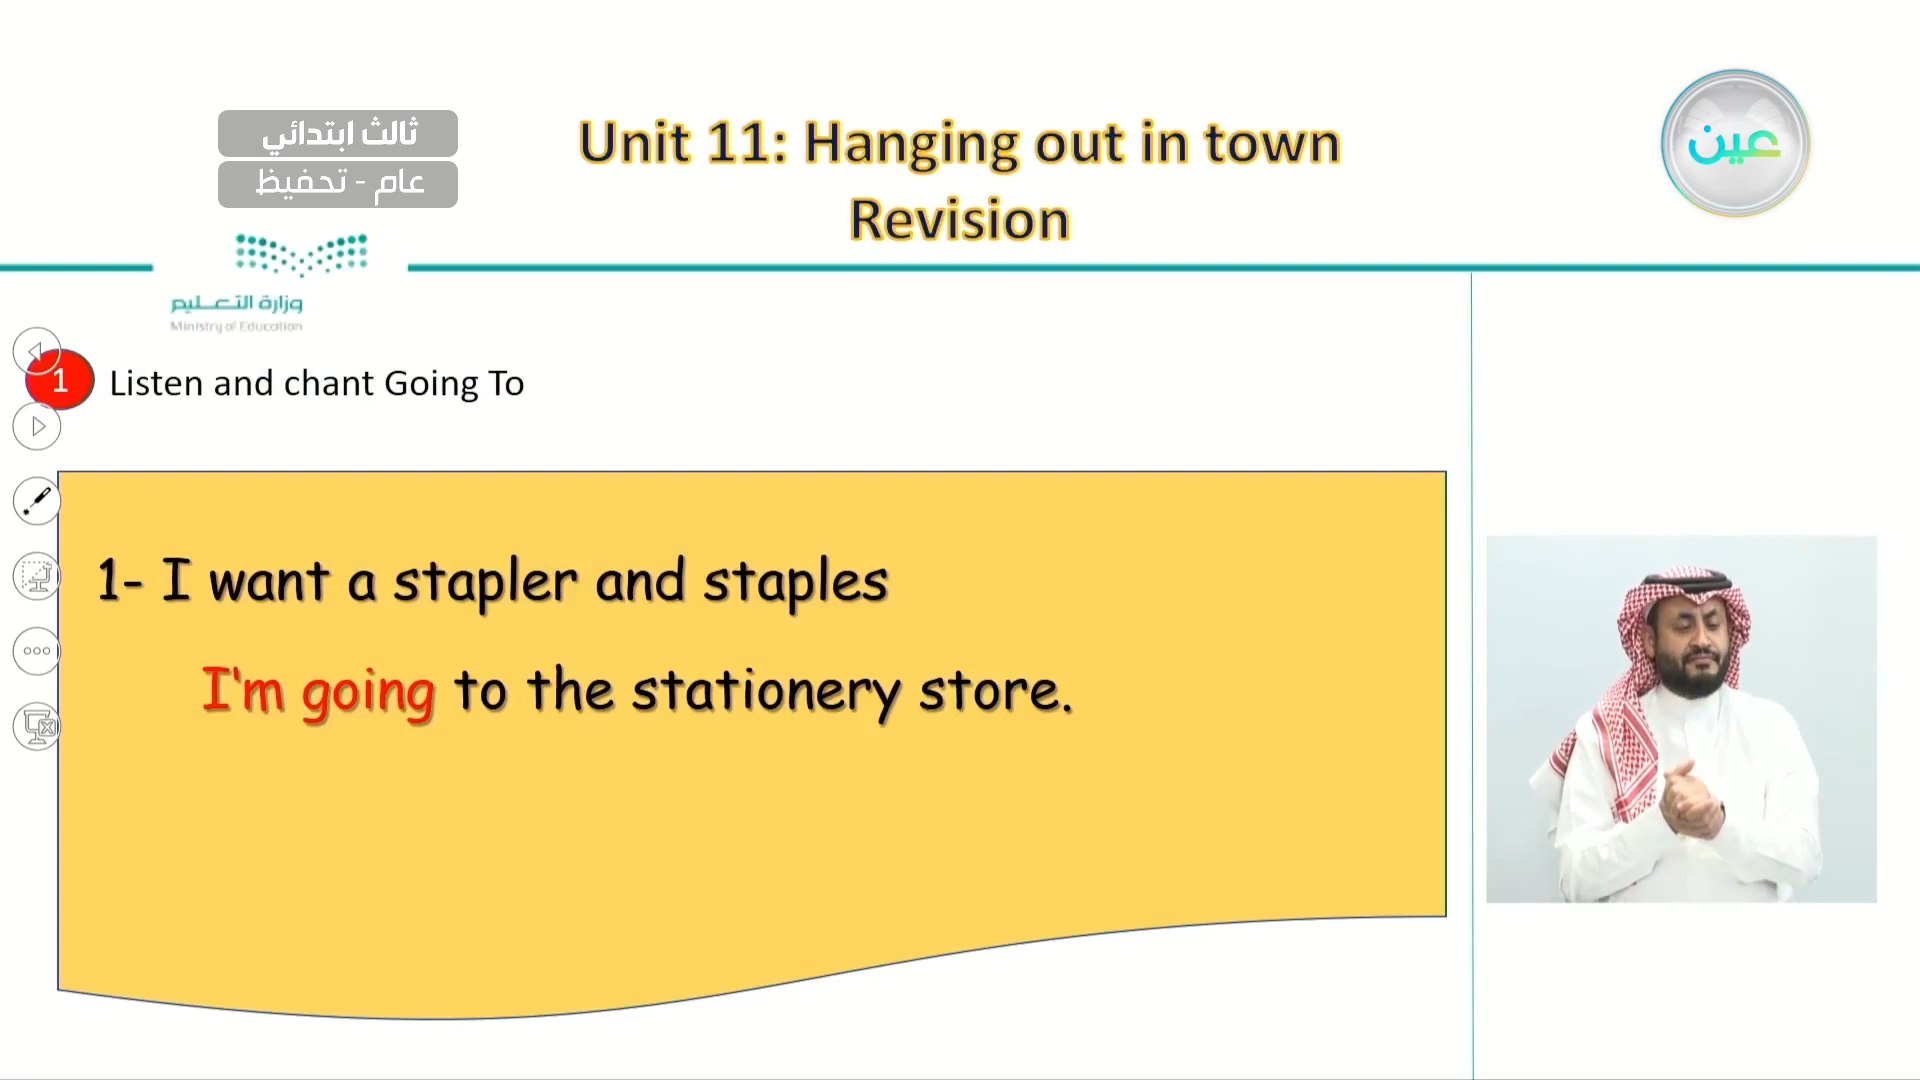 ثالث ابتدائي
عام - تحفيظ
Unit 11: Hanging out in town
Revision
عين
وزارة التعليم
Ministry of Education
1 Listen and chant Going To
1- I want a stapler and staples
I'm going to the stationery store.